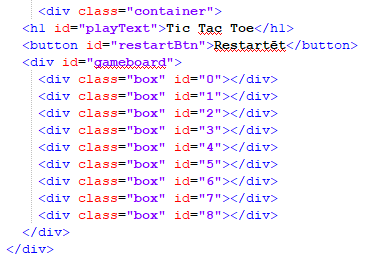 <div class="container">
<h1 id="playText">Tic Tac Toe</h1>
<button id="restartBtn">Restartēt</button>
<div id="gameboard">
<div class="box" id="0"></div>
<div class="box" id="1"></div>
<div class="box" id="2"></div>
<div class="box" id="3"></div>
<div class="box" id="4"></div>
<div class="box" id="5"></div>
<div class="box" id="6"></div>
<div class="box" id="7"></div>
<div class="box" id="8"></div>
</div>
</div>